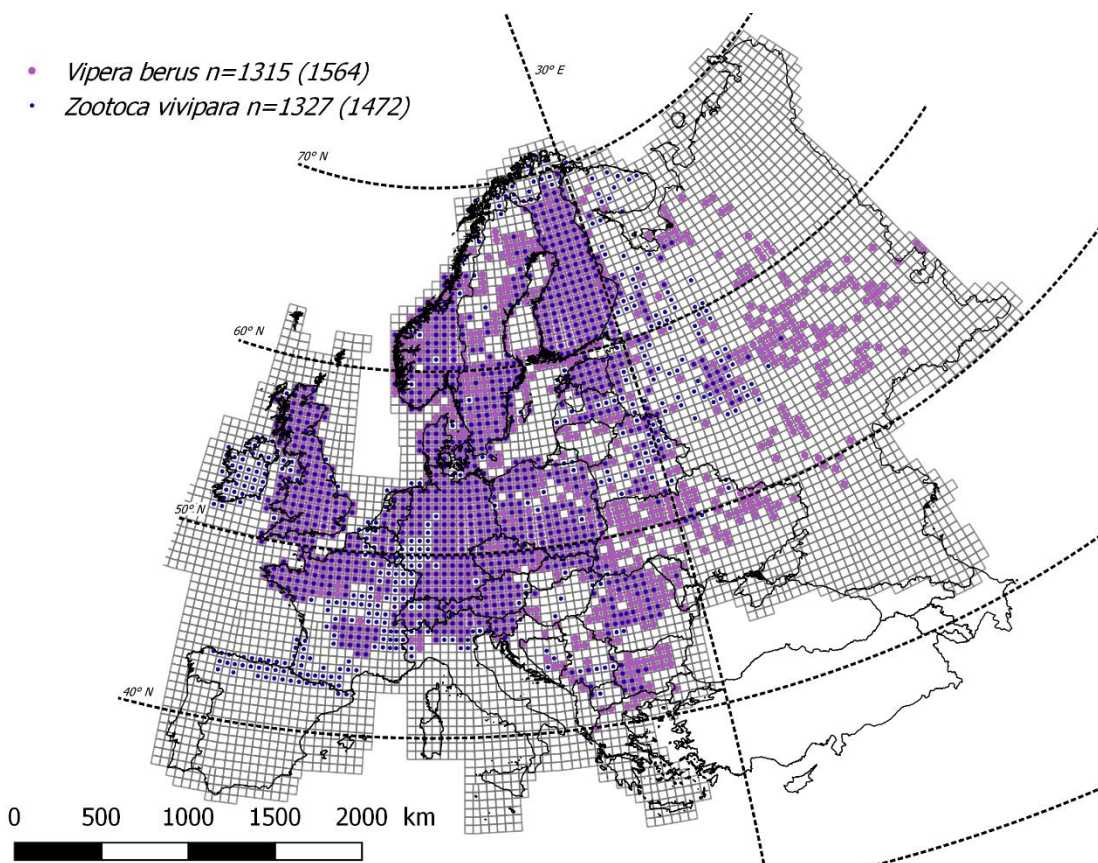 Vipera berus n=1315 (1564)
Zootoca vivipara n=1327 (1472)
30° E
70° N
60° N
50° N
40° N
0 500 1000 1500 2000 km